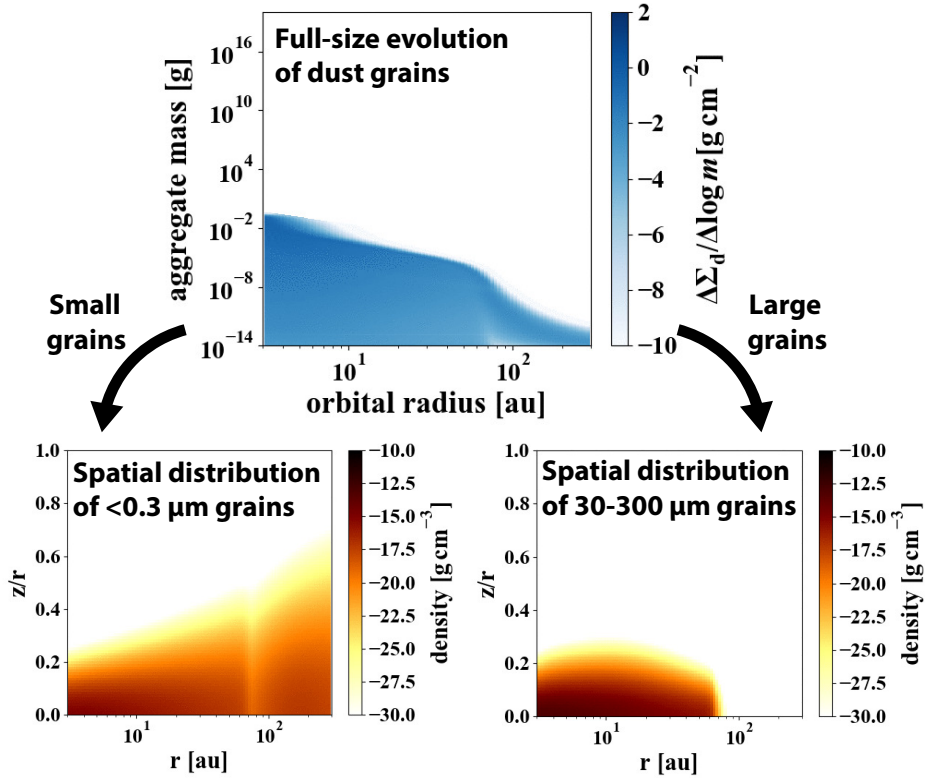 Full-size evolution
of dust grains
aggregate mass [g]
10^16
10^10
10^4
10^−2
10^−8
10^−14
10^1
10^2
orbital radius [au]
2
0
−2
−4
−6
−8
−10
ΔΣ_d/Δlog m[g cm^−2]
Small
grains
Large
grains
Spatial distribution
of <0.3 μm grains
z/r
1.0
0.8
0.6
0.4
0.2
0.0
10^1
10^2
r [au]
−10.0
−12.5
−15.0
−17.5
−20.0
−22.5
−25.0
−27.5
−30.0
density [g cm^−3]
Spatial distribution
of 30-300 μm grains
z/r
1.0
0.8
0.6
0.4
0.2
0.0
10^1
10^2
r [au]
−10.0
−12.5
−15.0
−17.5
−20.0
−22.5
−25.0
−27.5
−30.0
density [g cm^−3]